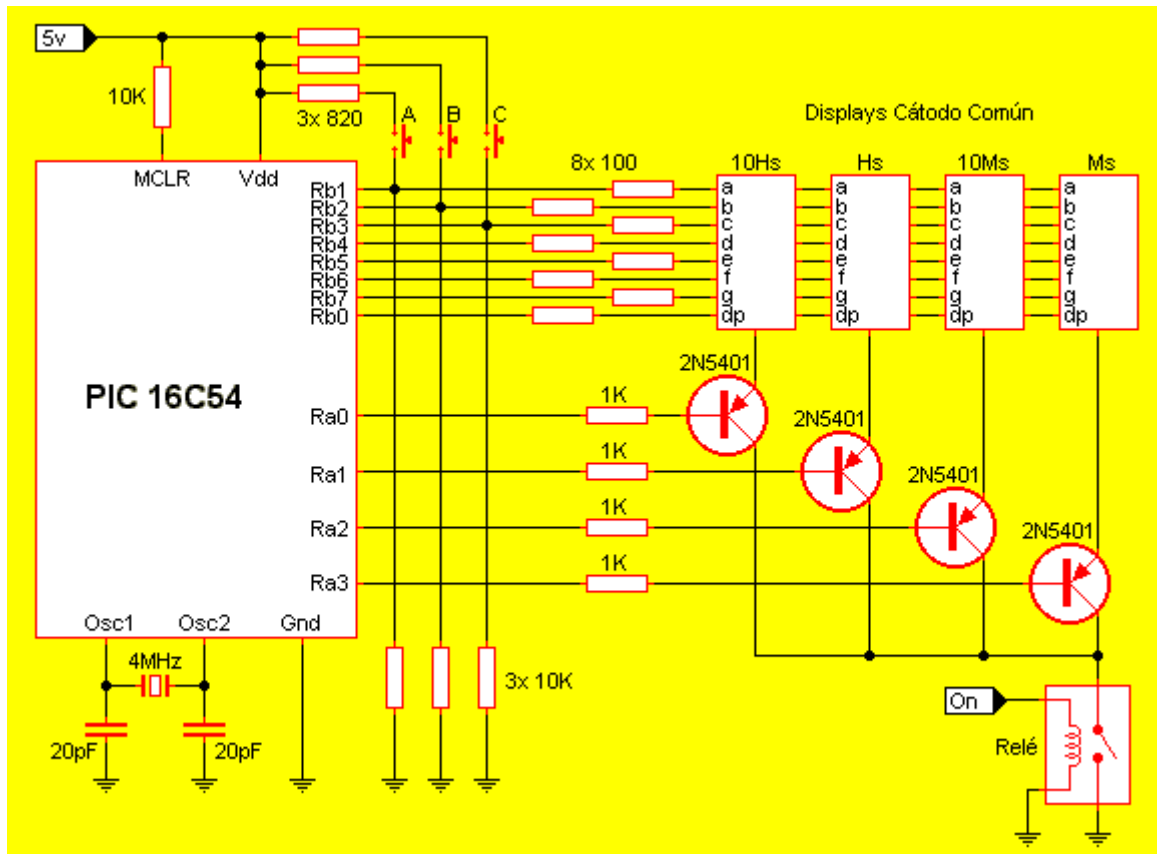 5v
10K
3x 820
A B C
Displays Cátodo Común
MCLR Vdd
8x 100
10Hs Hs 10Ms Ms
Rb1
Rb2
Rb3
Rb4
Rb5
Rb6
Rb7
Rb0
a a a a
b b b b
c c c c
d d d d
e e e e
f f f f
g g g g
dp dp dp dp
PIC 16C54
2N5401
Ra0 1K
2N5401
Ra1 1K
2N5401
Ra2 1K
2N5401
Ra3 1K
Osc1 Osc2 Gnd
4MHz
3x 10K
On
20pF 20pF
Relé